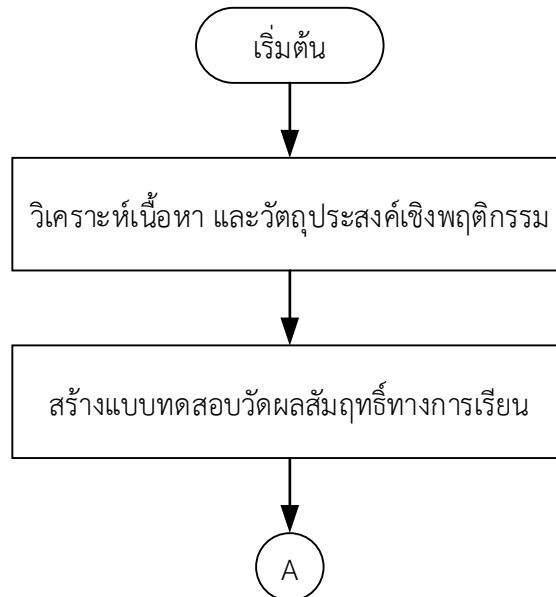 เริ่มต้น
วิเคราะห์เนื้อหา และวัตถุประสงค์เชิงพฤติกรรม
สร้างแบบทดสอบวัดผลสัมฤทธิ์ทางการเรียน
A